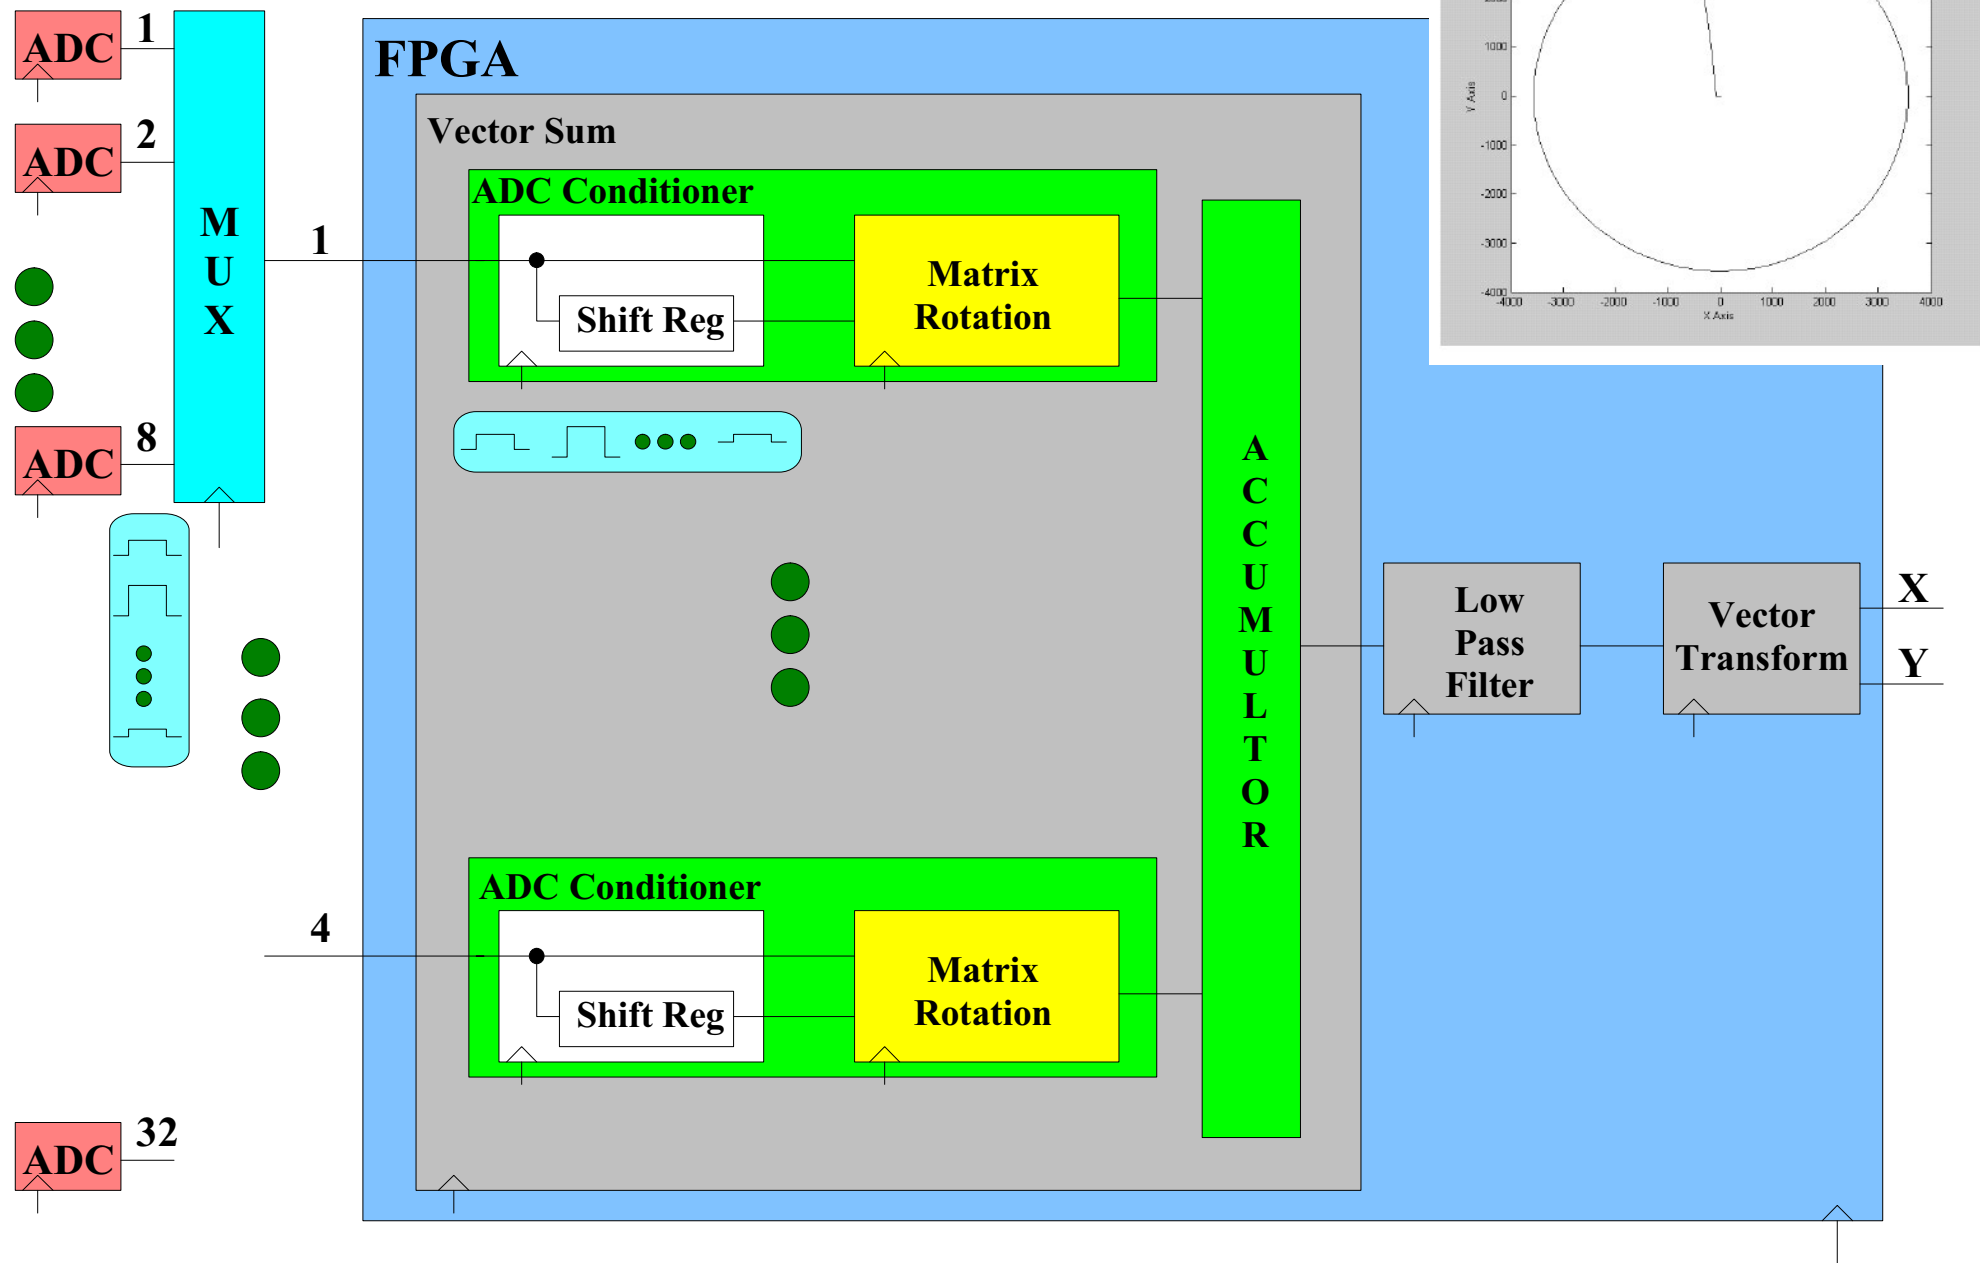 ADC
1
ADC
2
ADC
8
M
U
X
1
4
ADC
32
FPGA
Vector Sum
ADC Conditioner
Shift Reg
Matrix
Rotation
ADC Conditioner
Shift Reg
Matrix
Rotation
A
C
C
U
M
U
L
T
O
R
Low
Pass
Filter
Vector
Transform
X
Y
1000
0
-1000
-2000
-3000
-4000
Y Axis
-4000 -3000 -2000 -1000 0 1000 2000 3000 4000
X Axis